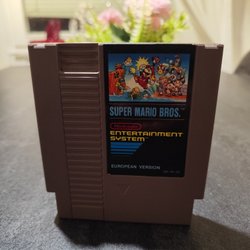 SUPER MARIO BROS.
Nintendo
ENTERTAINMENT
SYSTEM
EUROPEAN VERSION